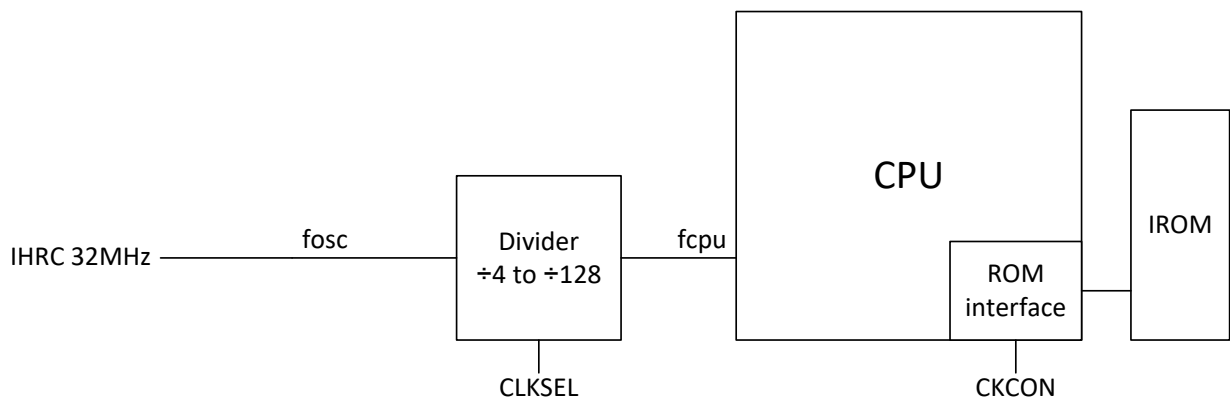 CPU
IROM
IHRC 32MHz
fosc
Divider
÷4 to ÷128
fcpu
ROM
interface
CLKSEL
CKCON